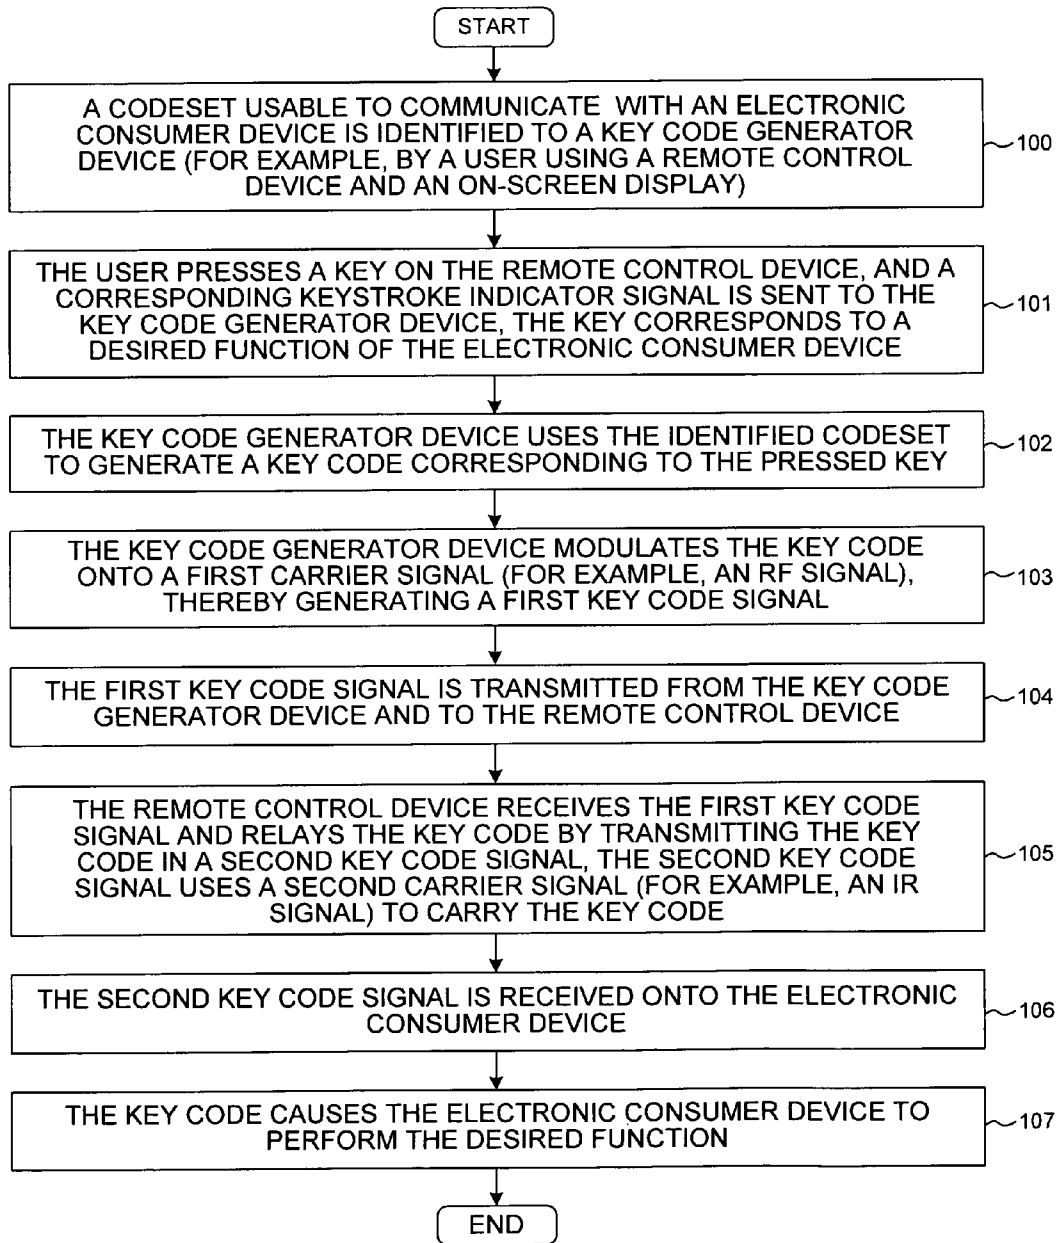 START
A CODESET USABLE TO COMMUNICATE WITH AN ELECTRONIC
CONSUMER DEVICE IS IDENTIFIED TO A KEY CODE GENERATOR
DEVICE (FOR EXAMPLE, BY A USER USING A REMOTE CONTROL
DEVICE AND AN ON-SCREEN DISPLAY)
100
THE USER PRESSES A KEY ON THE REMOTE CONTROL DEVICE, AND A
CORRESPONDING KEYSTROKE INDICATOR SIGNAL IS SENT TO THE
KEY CODE GENERATOR DEVICE, THE KEY CORRESPONDS TO A
DESIRED FUNCTION OF THE ELECTRONIC CONSUMER DEVICE
101
THE KEY CODE GENERATOR DEVICE USES THE IDENTIFIED CODESET
TO GENERATE A KEY CODE CORRESPONDING TO THE PRESSED KEY
102
THE KEY CODE GENERATOR DEVICE MODULATES THE KEY CODE
ONTO A FIRST CARRIER SIGNAL (FOR EXAMPLE, AN RF SIGNAL),
THEREBY GENERATING A FIRST KEY CODE SIGNAL
103
THE FIRST KEY CODE SIGNAL IS TRANSMITTED FROM THE KEY CODE
GENERATOR DEVICE AND TO THE REMOTE CONTROL DEVICE
104
THE REMOTE CONTROL DEVICE RECEIVES THE FIRST KEY CODE
SIGNAL AND RELAYS THE KEY CODE BY TRANSMITTING THE KEY
CODE IN A SECOND KEY CODE SIGNAL, THE SECOND KEY CODE
SIGNAL USES A SECOND CARRIER SIGNAL (FOR EXAMPLE, AN IR
SIGNAL) TO CARRY THE KEY CODE
105
THE SECOND KEY CODE SIGNAL IS RECEIVED ONTO THE ELECTRONIC
CONSUMER DEVICE
106
THE KEY CODE CAUSES THE ELECTRONIC CONSUMER DEVICE TO
PERFORM THE DESIRED FUNCTION
107
END